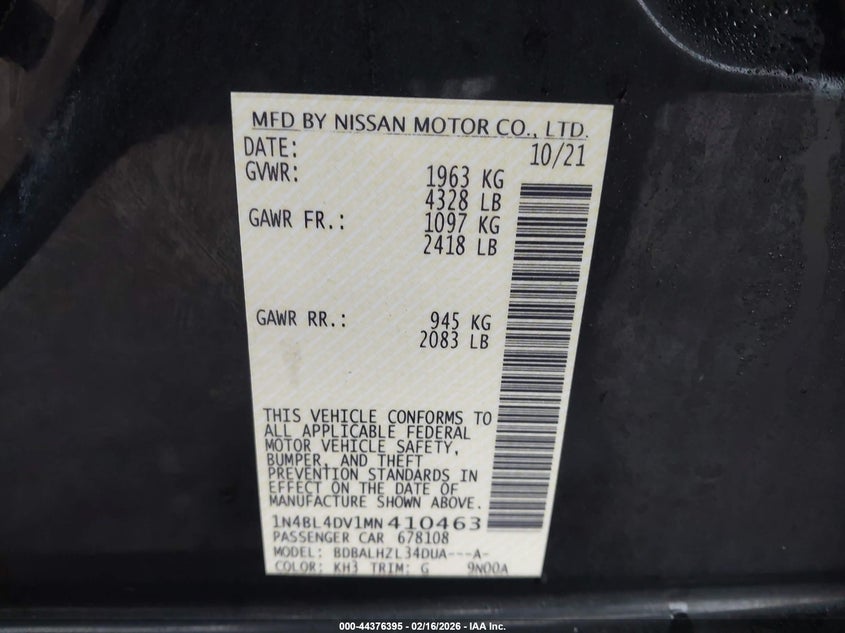 MFD BY NISSAN MOTOR CO., LTD.
DATE: 10/21
GVWR: 1963 KG
4328 LB
GAWR FR.: 1097 KG
2418 LB
GAWR RR.: 945 KG
2083 LB
THIS VEHICLE CONFORMS TO
ALL APPLICABLE FEDERAL
MOTOR VEHICLE SAFETY,
BUMPER, AND THEFT
PREVENTION STANDARDS IN
EFFECT ON THE DATE OF
MANUFACTURE SHOWN ABOVE.
1N4BL4DV1MN410463
PASSENGER CAR 678108
MODEL: BDBALHZL34DUA---A-
COLOR: KH3 TRIM: G 9N00A
000-44376395 - 02/16/2026 - IAA Inc.